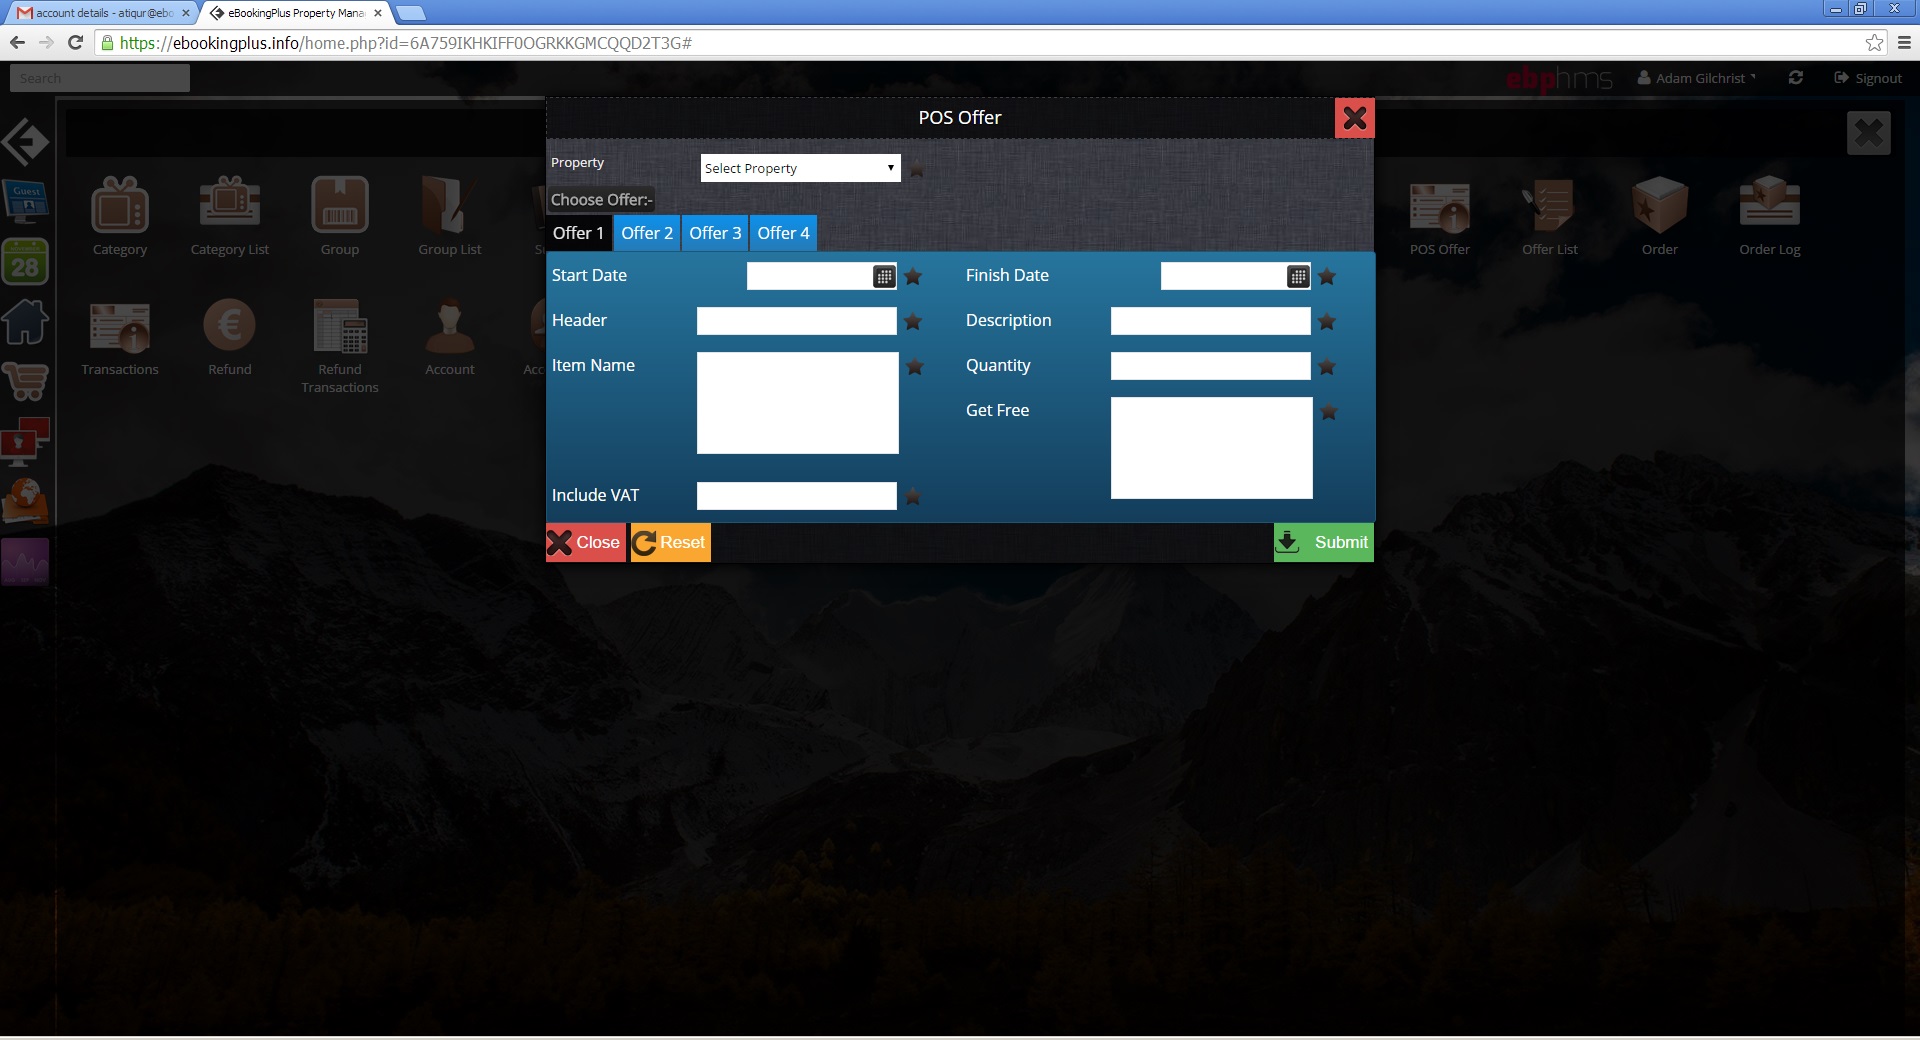 account details - atiqur@ebo
eBookingPlus Property Mana
https://ebookingplus.info/home.php?id=6A759IKHKIFF0OGRKKGMCQQD2T3G#
Search
ebphms
Adam Gilchrist
Signout
POS Offer
Property
Select Property
Choose Offer:-
Offer 1
Offer 2
Offer 3
Offer 4
Start Date
Finish Date
Header
Description
Item Name
Quantity
Get Free
Include VAT
Close
Reset
Submit
Guest
28
Category
Category List
Group
Group List
POS Offer
Offer List
Order
Order Log
Transactions
Refund
Refund
Transactions
Account